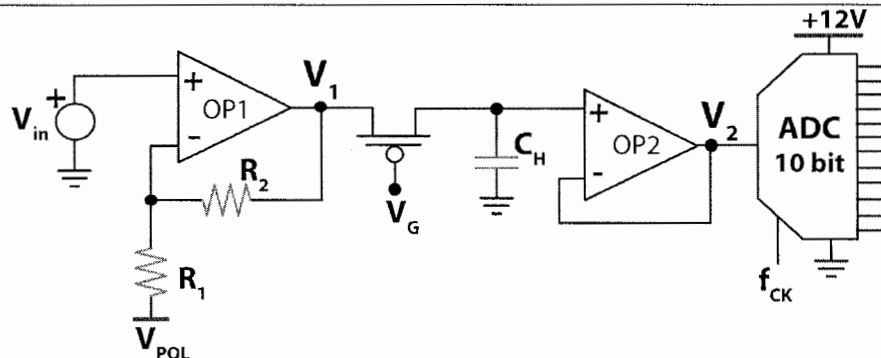 +12V
V1
+
OP1
-
Vin
+
R2
VG
CH
+
OP2
-
V2
ADC
10 bit
R1
fCK
VPOL